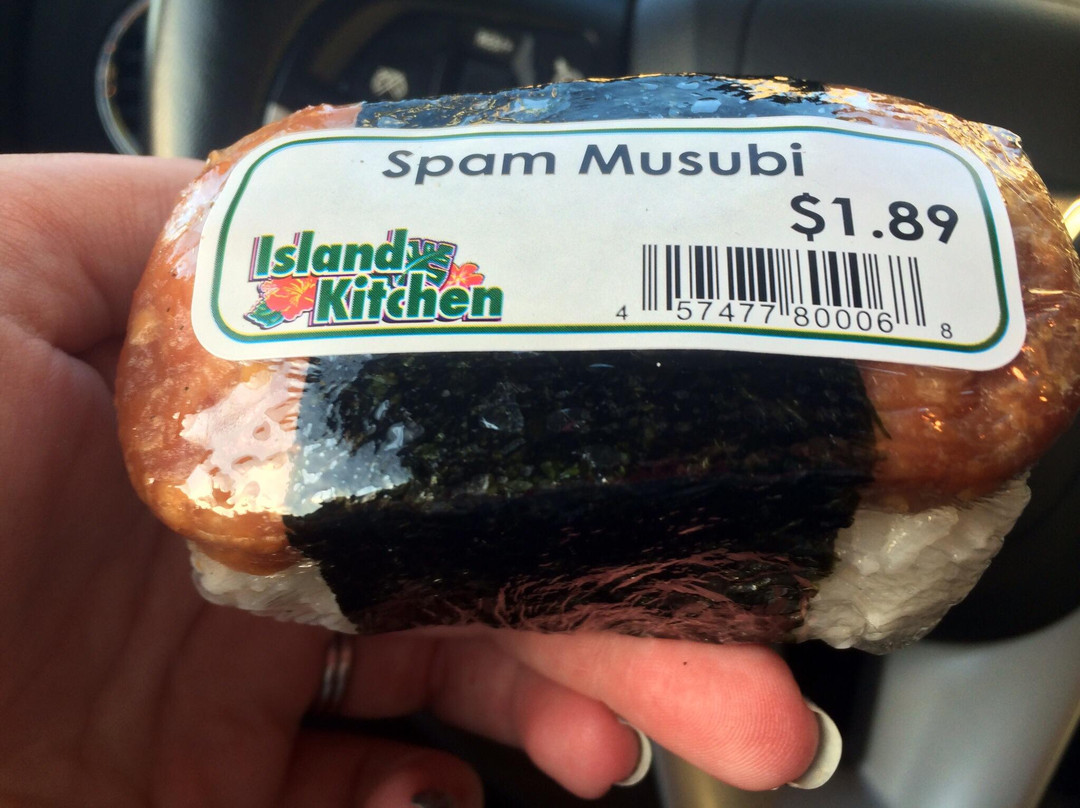 Spam Musubi
$1.89
Island
Kitchen
4 57477 80006 8